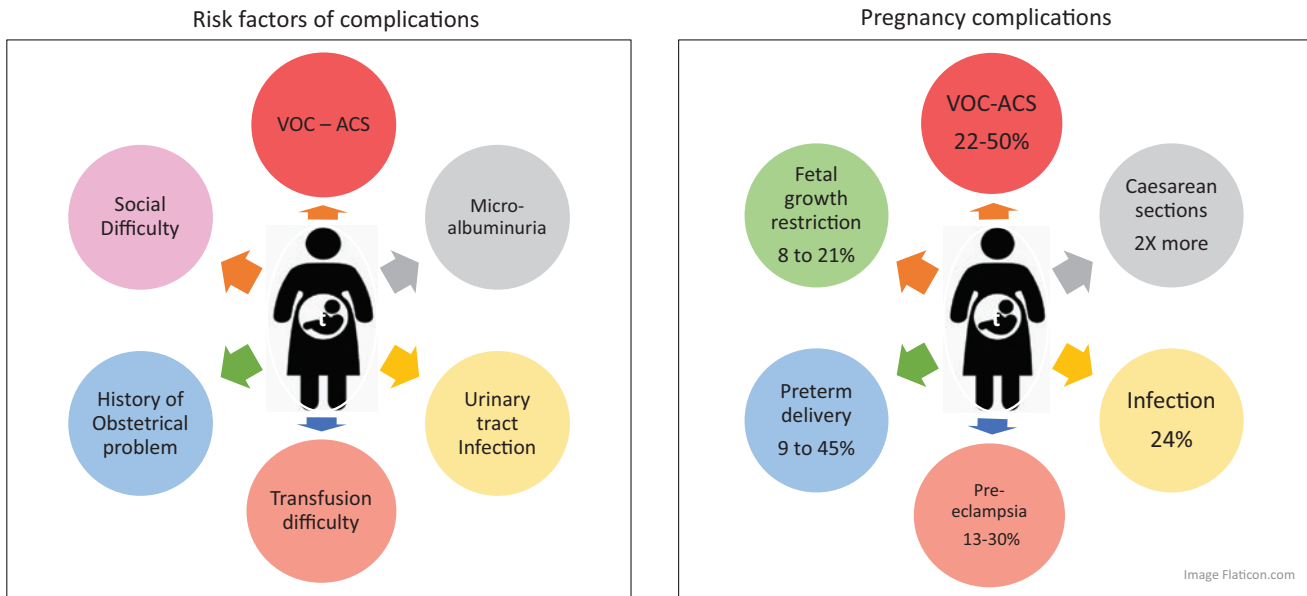 Risk factors of complications
VOC – ACS
Social
Difficulty
Micro-
albuminuria
t
History of
Obstetrical
problem
Urinary
tract
Infection
Transfusion
difficulty
Pregnancy complications
VOC-ACS
22-50%
Fetal
growth
restriction
8 to 21%
Caesarean
sections
2X more
t
Preterm
delivery
9 to 45%
Infection
24%
Pre-
eclampsia
13-30%
Image Flaticon.com